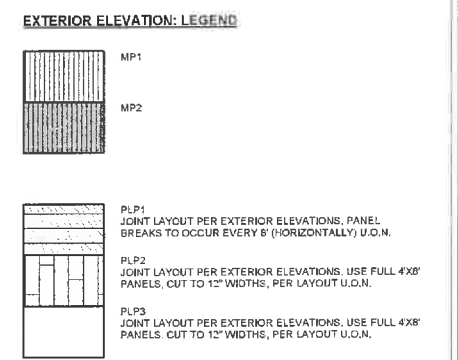 EXTERIOR ELEVATION: LEGEND
MP1
MP2
PLP1
JOINT LAYOUT PER EXTERIOR ELEVATIONS. PANEL
BREAKS TO OCCUR EVERY 8' (HORIZONTALLY) U.O.N.
PLP2
JOINT LAYOUT PER EXTERIOR ELEVATIONS. USE FULL 4'X8'
PANELS, CUT TO 12" WIDTHS, PER LAYOUT U.O.N.
PLP3
JOINT LAYOUT PER EXTERIOR ELEVATIONS. USE FULL 4'X8'
PANELS. CUT TO 12" WIDTHS, PER LAYOUT U.O.N.